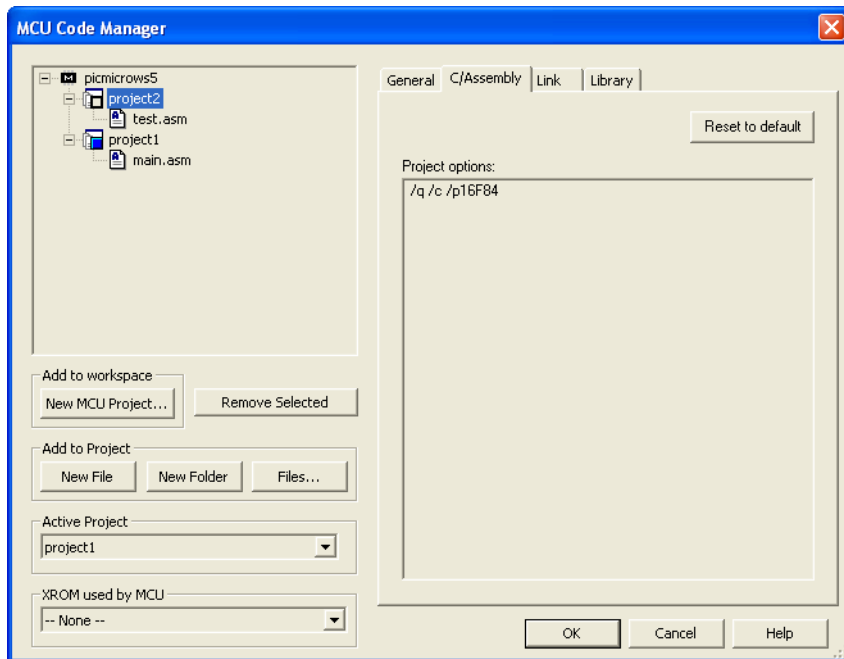 MCU Code Manager
picmicrows5
project2
test.asm
project1
main.asm
Add to workspace
New MCU Project...
Remove Selected
Add to Project
New File
New Folder
Files...
Active Project
project1
XROM used by MCU
-- None --
General
C/Assembly
Link
Library
Reset to default
Project options:
/q /c /p16F84
OK
Cancel
Help